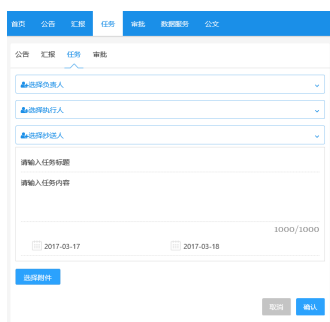 首页 公告 汇报 任务 审批 数据服务 公文
公告 汇报 任务 审批
选择负责人
选择执行人
选择抄送人
请输入任务标题
请输入任务内容
1000/1000
2017-03-17 2017-03-18
选择附件
取消 确认